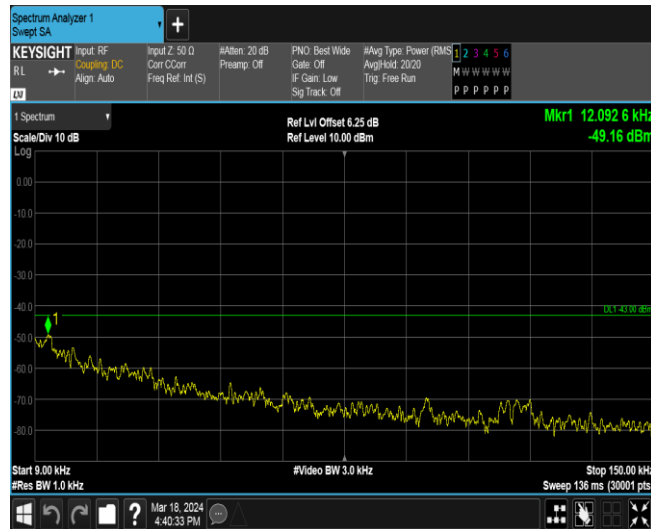 Spectrum Analyzer 1
Swept SA
+
KEYSIGHT Input: RF Input Z: 50 Ω #Atten: 20 dB PNO: Best Wide #Avg Type: Power (RMS 1 2 3 4 5 6
RL Coupling: DC Corr CCorr Preamp: Off Gate: Off Avg|Hold: 20/20 M W W W W W
Align: Auto Freq Ref: Int (S) IF Gain: Low Trig: Free Run
Sig Track: Off P P P P P P
LXI
1 Spectrum Ref Lvl Offset 6.25 dB Mkr1 12.092 6 kHz
Scale/Div 10 dB Ref Level 10.00 dBm -49.16 dBm
Log
0.00
-10.0
-20.0
-30.0
-40.0
DL1 -43.00 dBm
1
-50.0
-60.0
-70.0
-80.0
Start 9.00 kHz #Video BW 3.0 kHz Stop 150.00 kHz
#Res BW 1.0 kHz Sweep 136 ms (30001 pts
? Mar 18, 2024
4:40:33 PM